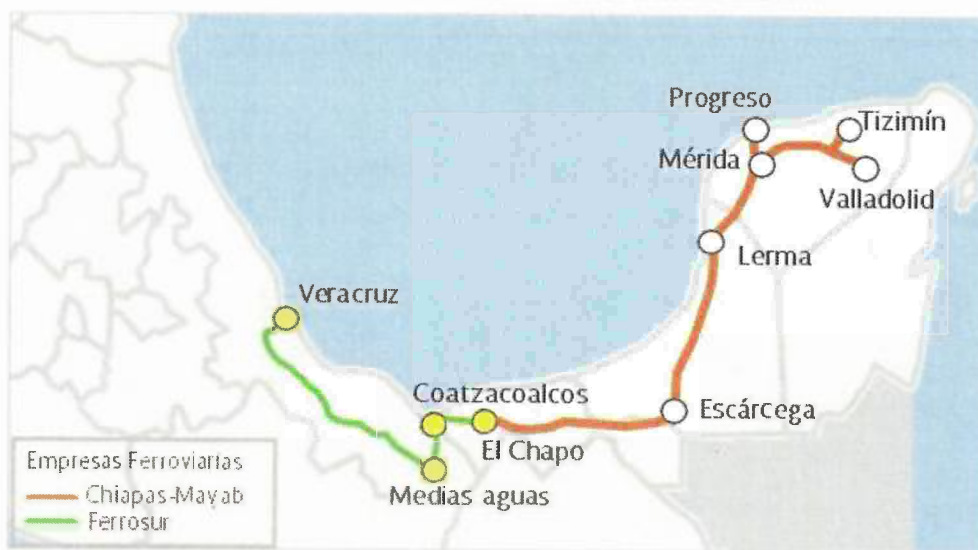 Progreso
Tizimín
Mérida
Valladolid
Lerma
Veracruz
Coatzacoalcos
Escárcega
El Chapo
Medias aguas
Empresas Ferroviarias
Chiapas-Mayab
Ferrosur